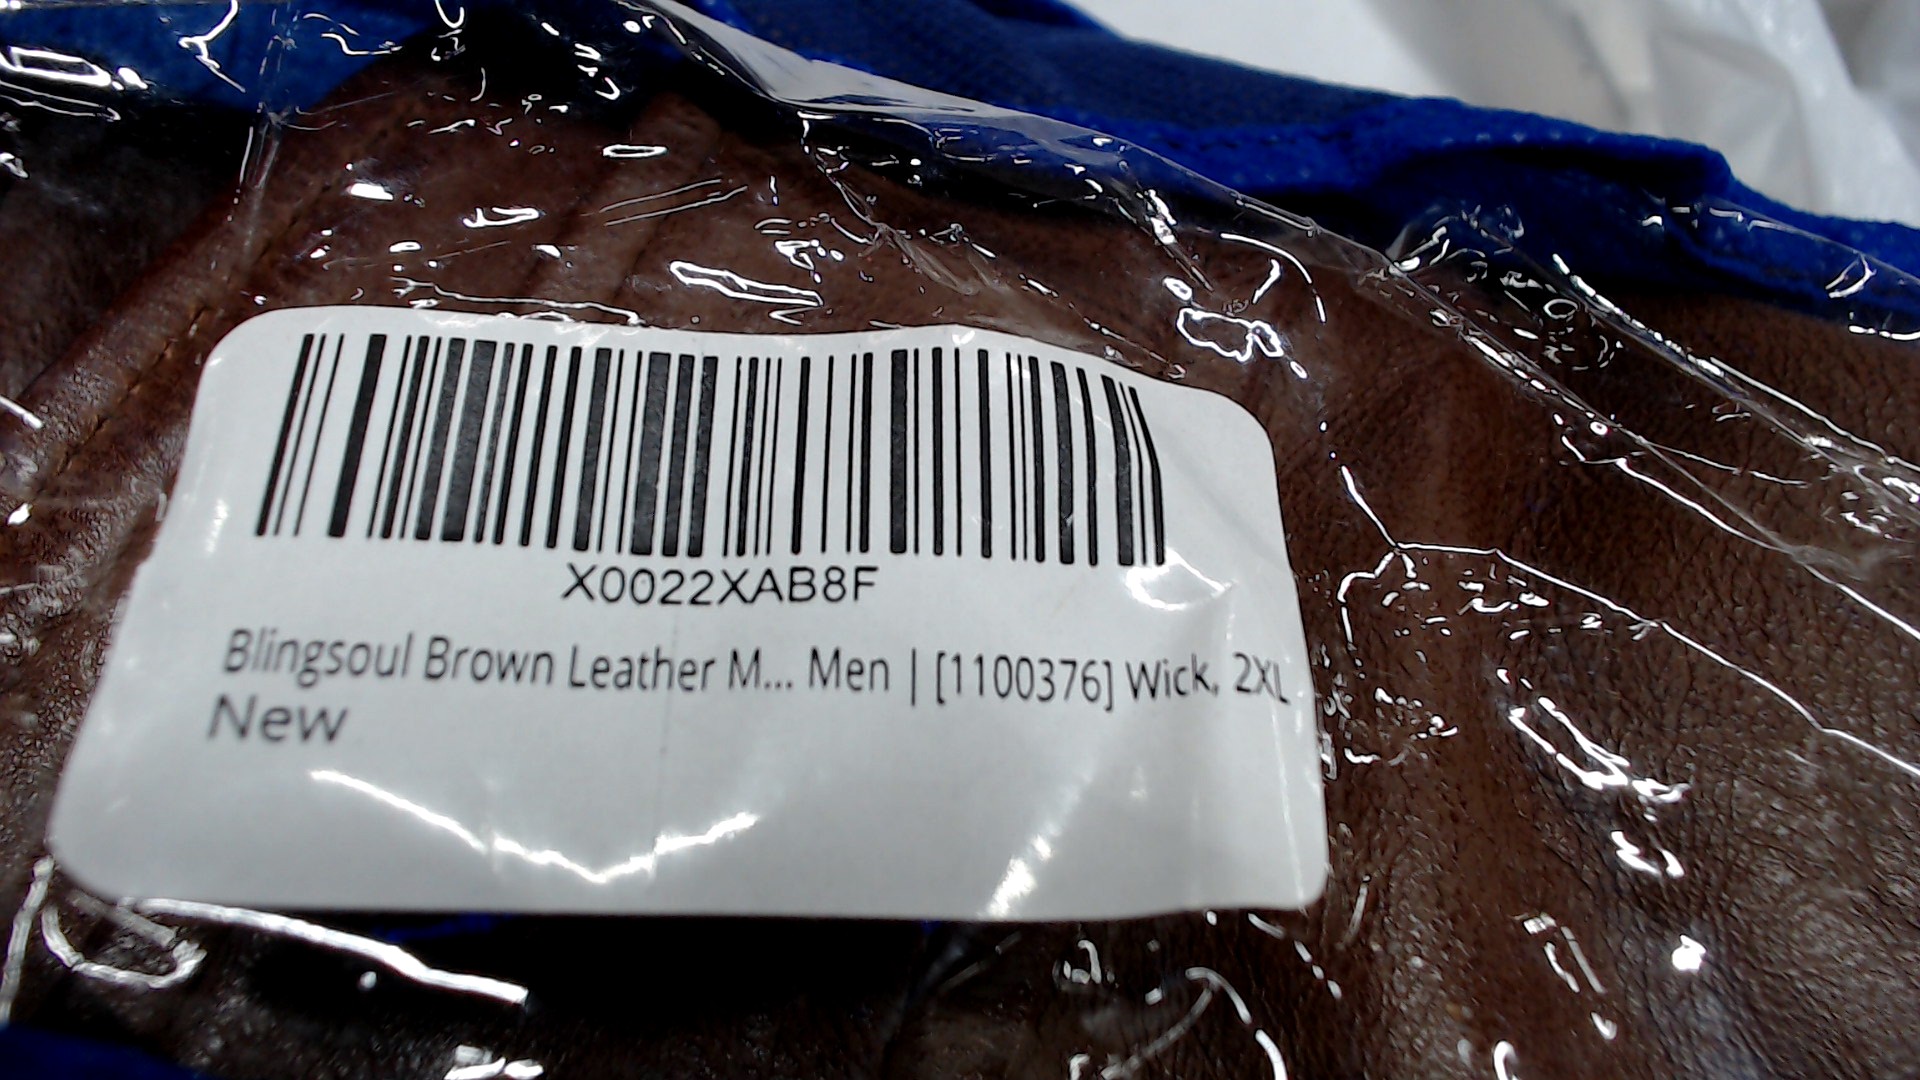 X0022XAB8F
Blingsoul Brown Leather M... Men | [1100376] Wick, 2XL
New